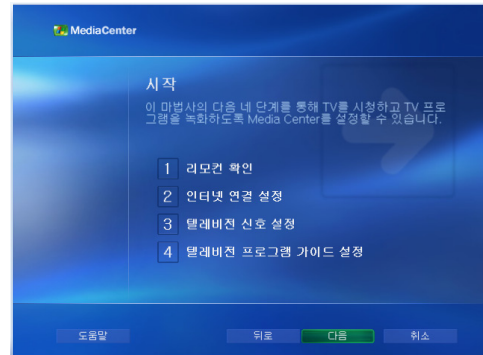 MediaCenter
시작
이 마법사의 다음 네 단계를 통해 TV를 시청하고 TV 프로
그램을 녹화하도록 Media Center를 설정할 수 있습니다.
1 리모컨 확인
2 인터넷 연결 설정
3 텔레비전 신호 설정
4 텔레비전 프로그램 가이드 설정
도움말 뒤로 다음 취소